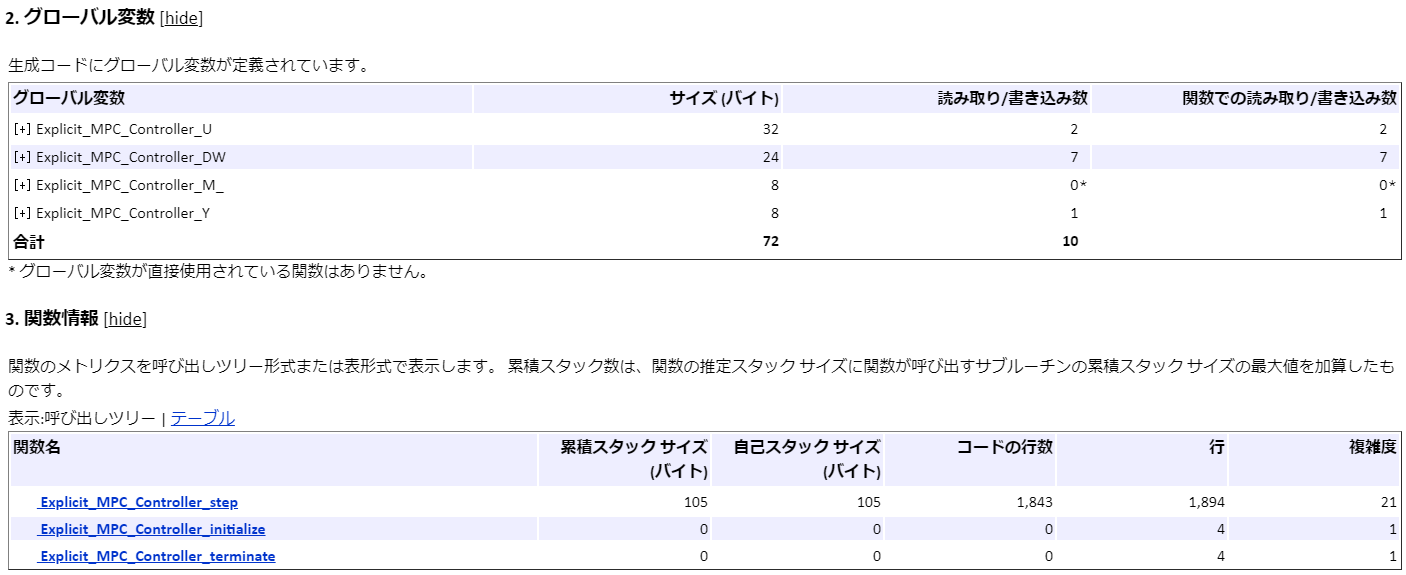 2. グローバル変数 [hide]
生成コードにグローバル変数が定義されています。
グローバル変数 サイズ (バイト) 読み取り/書き込み数 関数での読み取り/書き込み数
[+] Explicit_MPC_Controller_U 32 2 2
[+] Explicit_MPC_Controller_DW 24 7 7
[+] Explicit_MPC_Controller_M_ 8 0* 0*
[+] Explicit_MPC_Controller_Y 8 1 1
合計 72 10
* グローバル変数が直接使用されている関数はありません。
3. 関数情報 [hide]
関数のメトリクスを呼び出しツリー形式または表形式で表示します。 累積スタック数は、関数の推定スタック サイズに関数が呼び出すサブルーチンの累積スタック サイズの最大値を加算したも
のです。
表示:呼び出しツリー | テーブル
関数名 累積スタック サイズ (バイト) 自己スタック サイズ (バイト) コードの行数 行 複雑度
Explicit_MPC_Controller_step 105 105 1,843 1,894 21
Explicit_MPC_Controller_initialize 0 0 0 4 1
Explicit_MPC_Controller_terminate 0 0 0 4 1